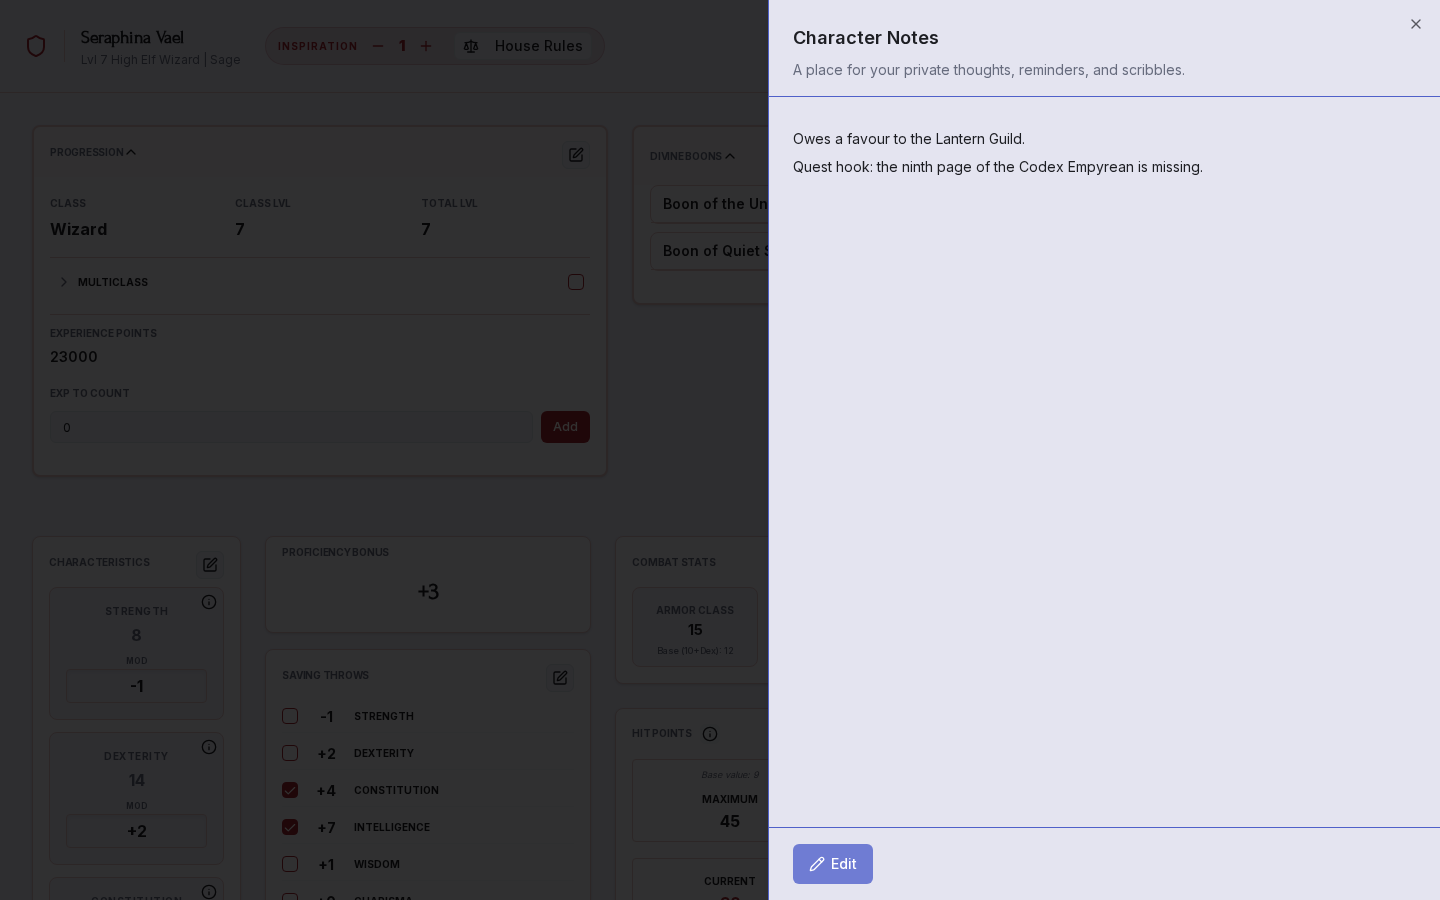 Seraphina Vael
Lvl 7 High Elf Wizard | Sage
INSPIRATION
1
House Rules
PROGRESSION
CLASS
CLASS LVL
TOTAL LVL
Wizard
7
7
MULTICLASS
EXPERIENCE POINTS
23000
EXP TO COUNT
0
Add
DIVINE BOONS
Boon of the Un
Boon of Quiet
CHARACTERISTICS
STRENGTH
8
MOD
-1
DEXTERITY
14
MOD
+2
PROFICIENCY BONUS
+3
SAVING THROWS
-1 STRENGTH
+2 DEXTERITY
+4 CONSTITUTION
+7 INTELLIGENCE
+1 WISDOM
COMBAT STATS
ARMOR CLASS
15
Base (10+Dex): 12
HIT POINTS
Base value: 9
MAXIMUM
45
CURRENT
Character Notes
A place for your private thoughts, reminders, and scribbles.
Owes a favour to the Lantern Guild.
Quest hook: the ninth page of the Codex Empyrean is missing.
Edit